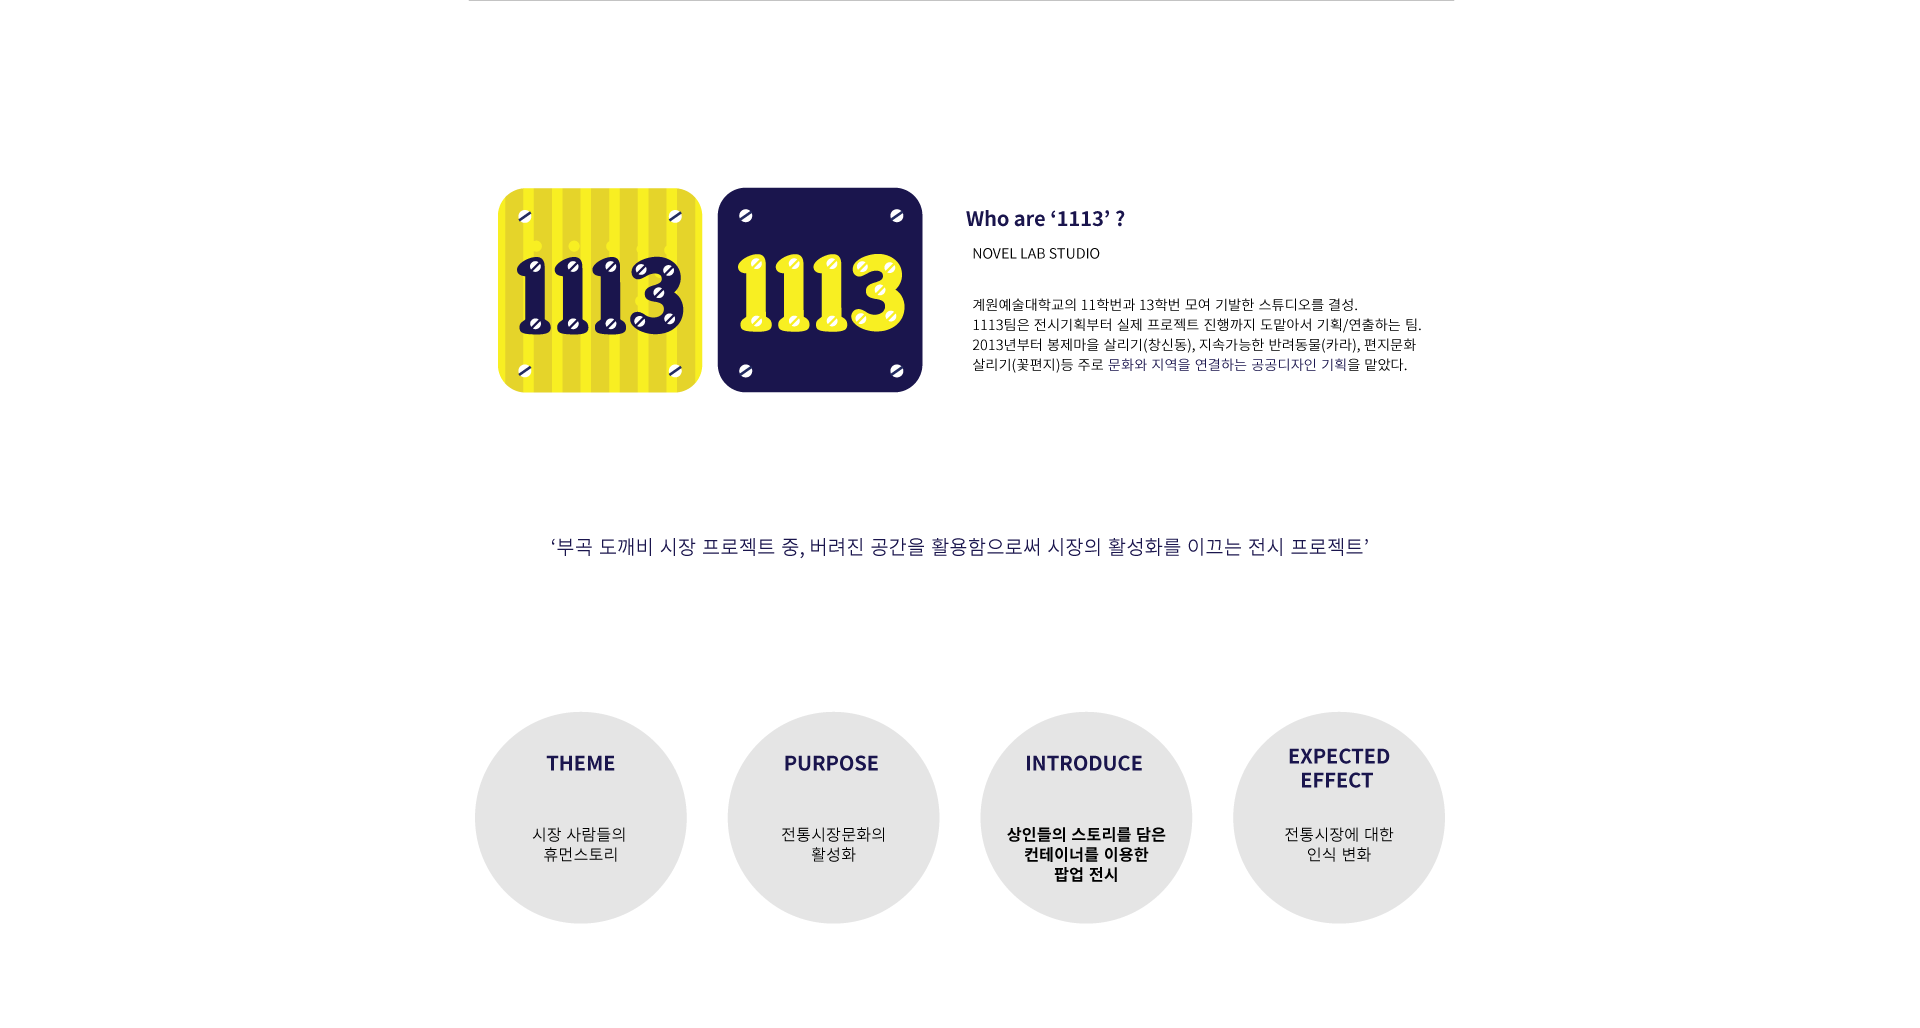 1113
1113
Who are ‘1113’ ?
NOVEL LAB STUDIO
계원예술대학교의 11학번과 13학번 모여 기발한 스튜디오를 결성.
1113팀은 전시기획부터 실제 프로젝트 진행까지 도맡아서 기획/연출하는 팀.
2013년부터 봉제마을 살리기(창신동), 지속가능한 반려동물(카라), 편지문화
살리기(꽃편지)등 주로 문화와 지역을 연결하는 공공디자인 기획을 맡았다.
‘부곡 도깨비 시장 프로젝트 중, 버려진 공간을 활용함으로써 시장의 활성화를 이끄는 전시 프로젝트’
THEME
시장 사람들의
휴먼스토리
PURPOSE
전통시장문화의
활성화
INTRODUCE
상인들의 스토리를 담은
컨테이너를 이용한
팝업 전시
EXPECTED
EFFECT
전통시장에 대한
인식 변화